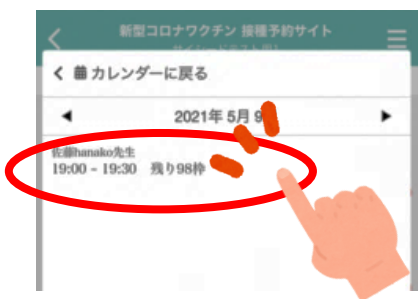 新型コロナワクチン 接種予約サイト
く カレンダーに戻る
2021年 5月 9
佐藤hanako先生
19:00 - 19:30 残り98枠